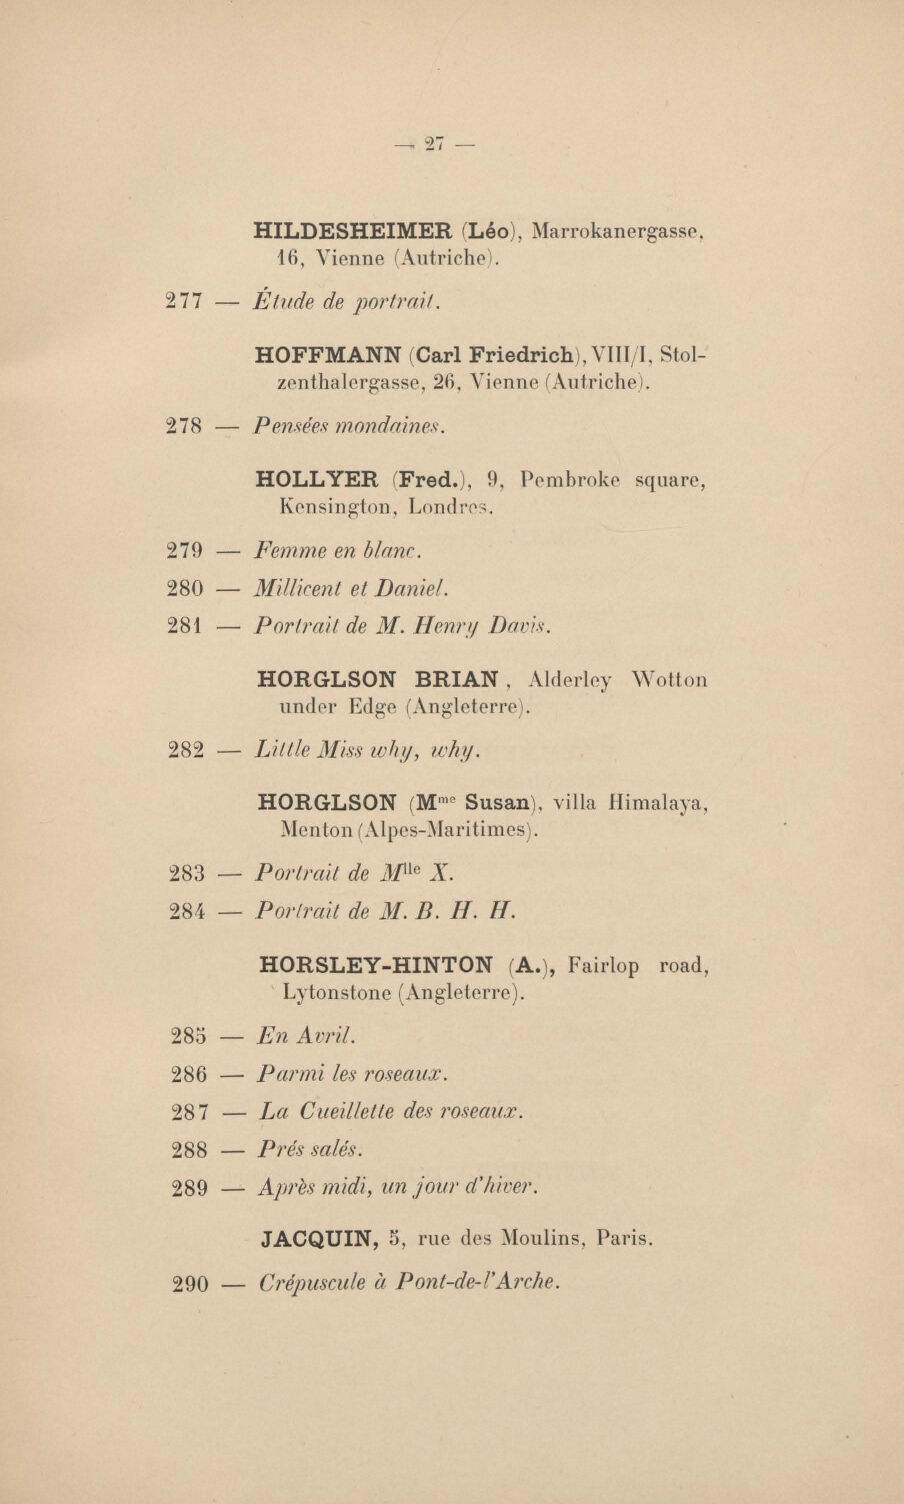 — 27 —
HILDESHEIMER (Léo), Marrokanergasse,
16, Vienne (Autriche).
277 — Étude de portrait.
HOFFMANN (Carl Friedrich), VIII/I, Stol-
zenthalergasse, 26, Vienne (Autriche).
278 — Pensées mondaines.
HOLLYER (Fred.), 9, Pembroke square,
Kensington, Londres.
279 — Femme en blanc.
280 — Millicent et Daniel.
281 — Portrait de M. Henry Davis.
HORGLSON BRIAN, Alderley Wotton
under Edge (Angleterre).
282 — Little Miss why, why.
HORGLSON (Mme Susan), villa Himalaya,
Menton (Alpes-Maritimes).
283 — Portrait de Mlle X.
284 — Portrait de M. B. H. H.
HORSLEY-HINTON (A.), Fairlop road,
Lytonstone (Angleterre).
285 — En Avril.
286 — Parmi les roseaux.
287 — La Cueillette des roseaux.
288 — Prés salés.
289 — Après midi, un jour d'hiver.
JACQUIN, 5, rue des Moulins, Paris.
290 — Crépuscule à Pont-de-l'Arche.